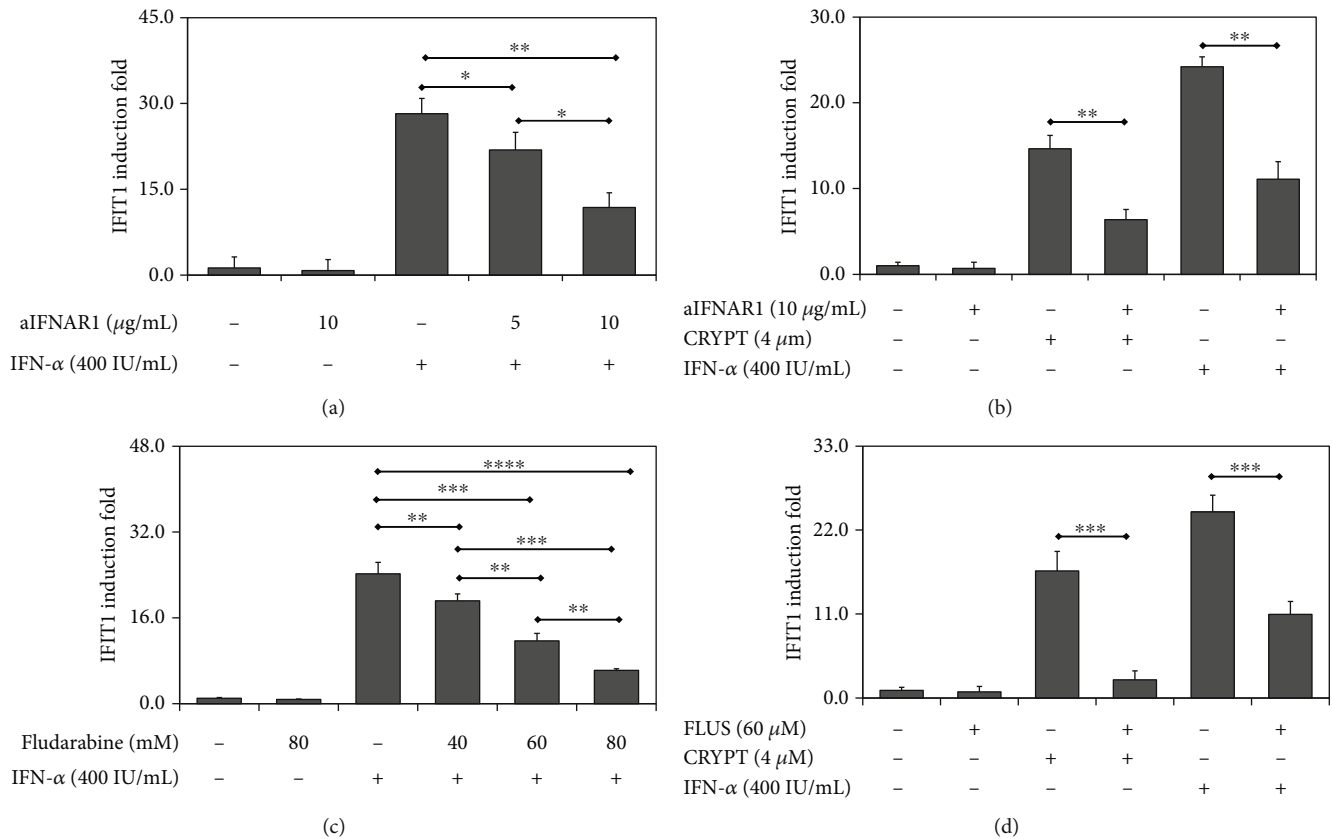 45.0
30.0
15.0
0.0
IFIT1 induction fold
**
*
*
aIFNAR1 (μg/mL) – 10 – 5 10
IFN-α (400 IU/mL) – – + + +
(a)
30.0
20.0
10.0
0.0
IFIT1 induction fold
**
**
aIFNAR1 (10 μg/mL) – + – + – +
CRYPT (4 μm) – – + + – –
IFN-α (400 IU/mL) – – – – + +
(b)
48.0
32.0
16.0
0.0
IFIT1 induction fold
****
***
**
***
**
**
Fludarabine (mM) – 80 – 40 60 80
IFN-α (400 IU/mL) – – + + + +
(c)
33.0
22.0
11.0
0.0
IFIT1 induction fold
***
***
FLUS (60 μM) – + – + – +
CRYPT (4 μM) – – + + – –
IFN-α (400 IU/mL) – – – – + +
(d)